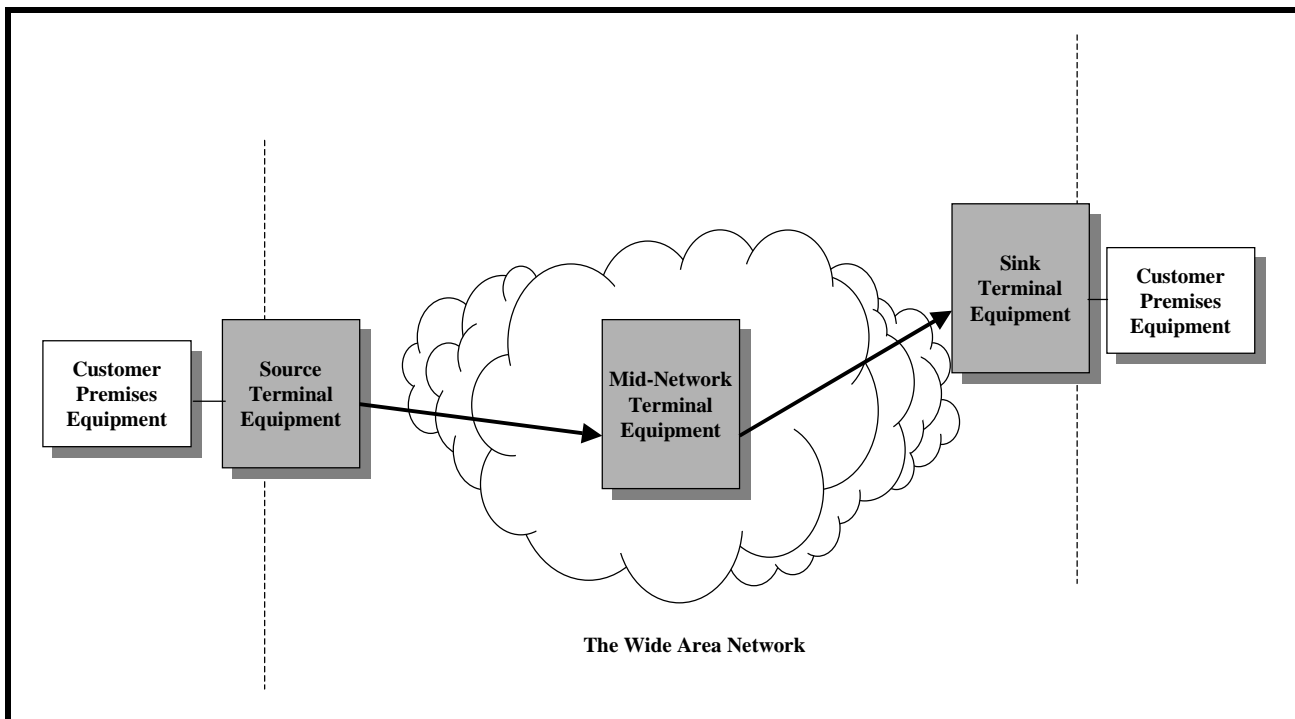 Customer
Premises
Equipment
Source
Terminal
Equipment
Mid-Network
Terminal
Equipment
Sink
Terminal
Equipment
Customer
Premises
Equipment
The Wide Area Network